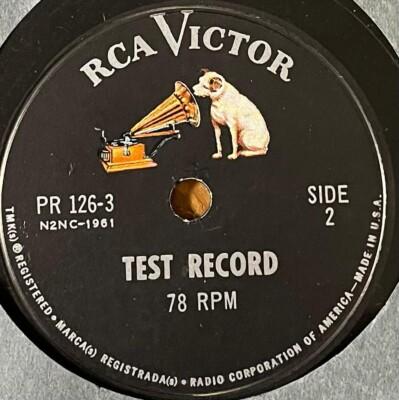 RCA VICTOR
PR 126-3
N2NC-1961
SIDE
2
TEST RECORD
78 RPM
TMK(s) ® REGISTERED • MARCA(s) REGISTRADA(s) • RADIO CORPORATION OF AMERICA—MADE IN U.S.A.